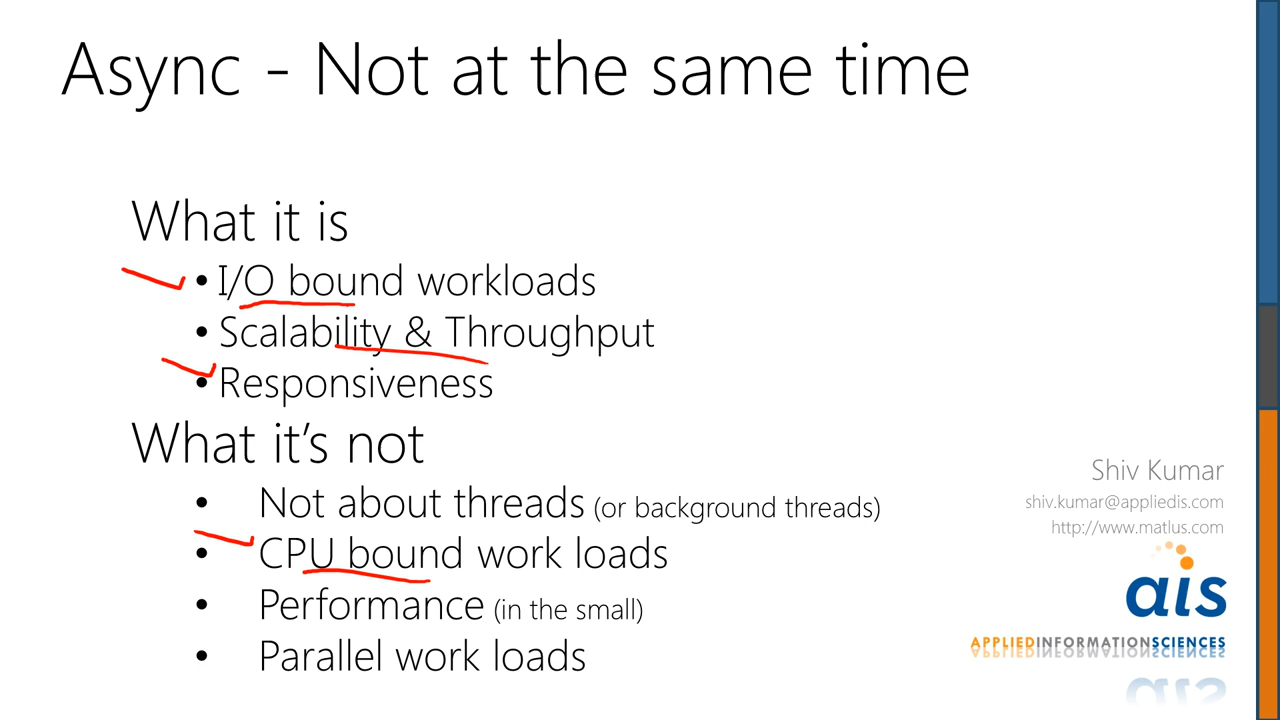 Async - Not at the same time
What it is
• I/O bound workloads
• Scalability & Throughput
• Responsiveness
What it's not
• Not about threads (or background threads)
• CPU bound work loads
• Performance (in the small)
• Parallel work loads
Shiv Kumar
shiv.kumar@appliedis.com
http://www.matlus.com
ais
APPLIEDINFORMATIONSCIENCES